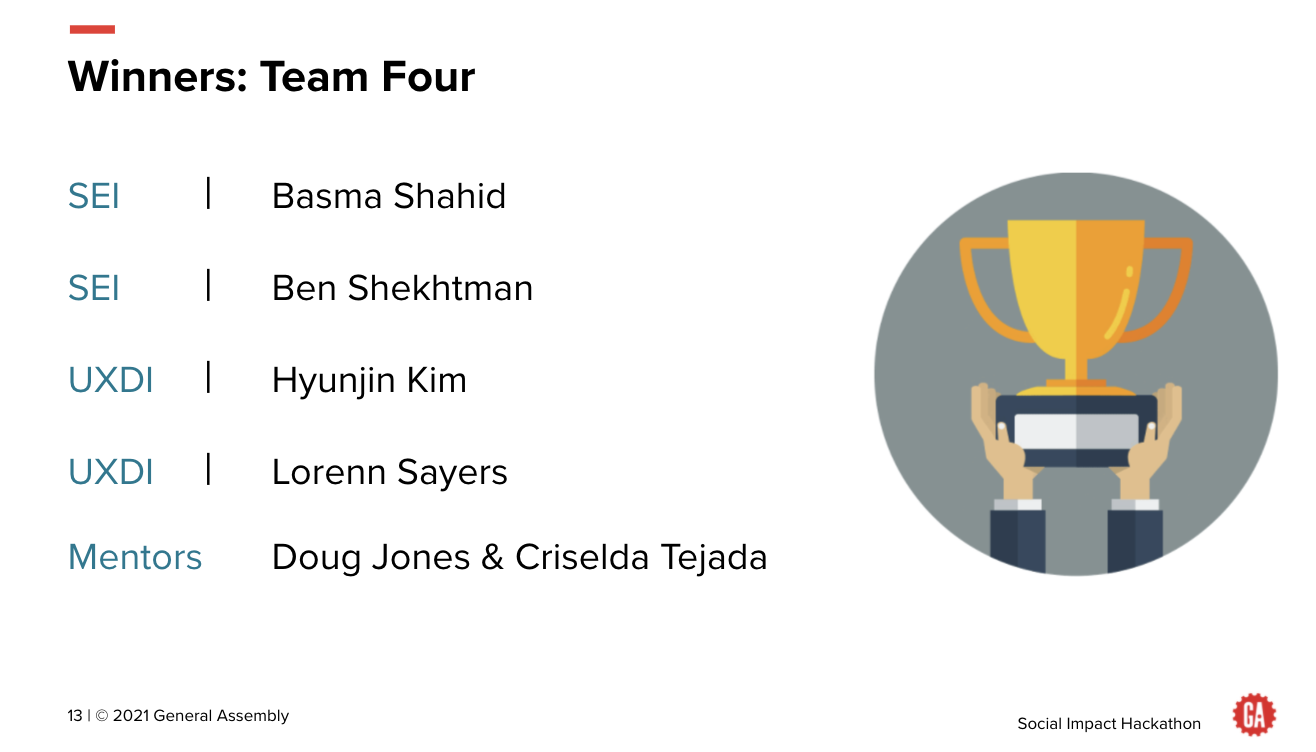 Winners: Team Four
SEI | Basma Shahid
SEI | Ben Shekhtman
UXDI | Hyunjin Kim
UXDI | Lorenn Sayers
Mentors Doug Jones & Criselda Tejada
13 | © 2021 General Assembly
Social Impact Hackathon
GA